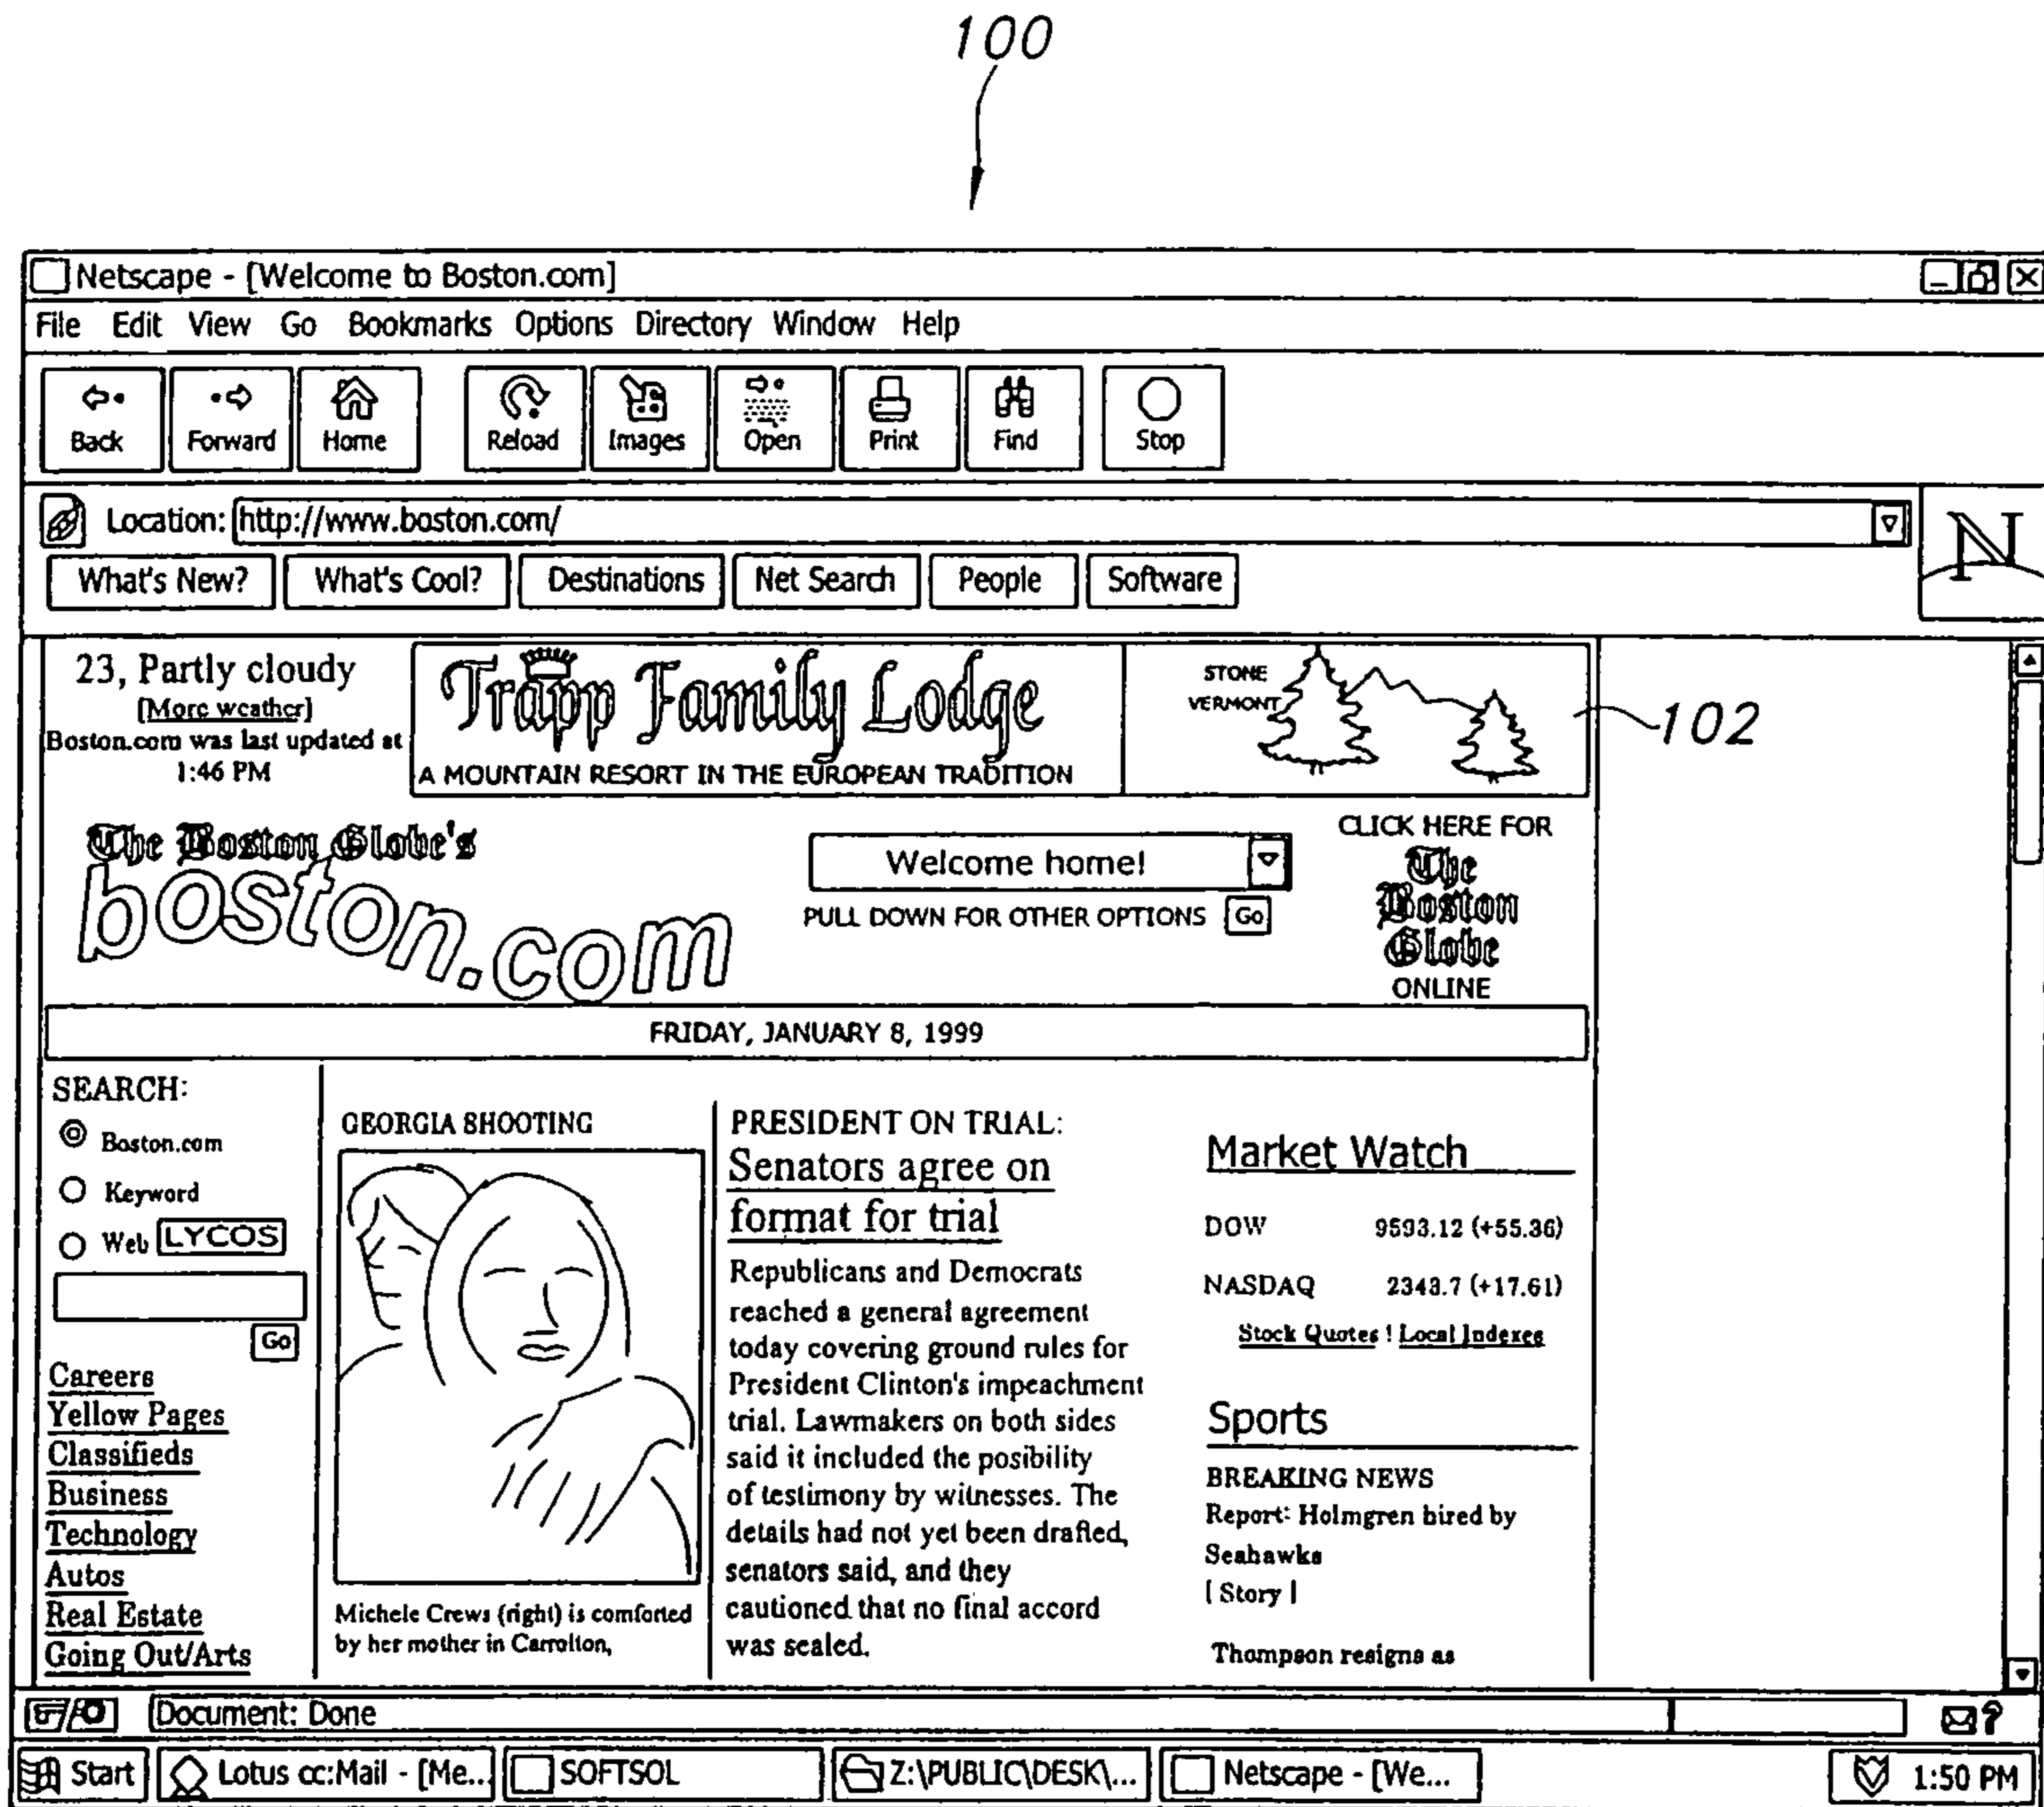 100
Netscape - [Welcome to Boston.com]
File Edit View Go Bookmarks Options Directory Window Help
Back Forward Home Reload Images Open Print Find Stop
Location: http://www.boston.com/
N
What's New? What's Cool? Destinations Net Search People Software
23, Partly cloudy
[More weather]
Boston.com was last updated at
1:46 PM
Trapp Family Lodge
A MOUNTAIN RESORT IN THE EUROPEAN TRADITION
STONE
VERMONT
102
The Boston Globe's
boston.com
Welcome home!
PULL DOWN FOR OTHER OPTIONS Go
CLICK HERE FOR
The
Boston
Globe
ONLINE
FRIDAY, JANUARY 8, 1999
SEARCH:
Boston.com
Keyword
Web LYCOS
Go
Careers
Yellow Pages
Classifieds
Business
Technology
Autos
Real Estate
Going Out/Arts
GEORGIA SHOOTING
Michele Crews (right) is comforted
by her mother in Carrolton,
PRESIDENT ON TRIAL:
Senators agree on
format for trial
Republicans and Democrats
reached a general agreement
today covering ground rules for
President Clinton's impeachment
trial. Lawmakers on both sides
said it included the posibility
of testimony by witnesses. The
details had not yet been drafted,
senators said, and they
cautioned that no final accord
was sealed.
Market Watch
DOW 9593.12 (+55.36)
NASDAQ 2343.7 (+17.61)
Stock Quotes ! Local Indexes
Sports
BREAKING NEWS
Report: Holmgren hired by
Seahawks
[ Story ]
Thompson resigns as
Document: Done
?
Start Lotus cc:Mail - [Me... SOFTSOL Z:\PUBLIC\DESK\... Netscape - [We... 1:50 PM